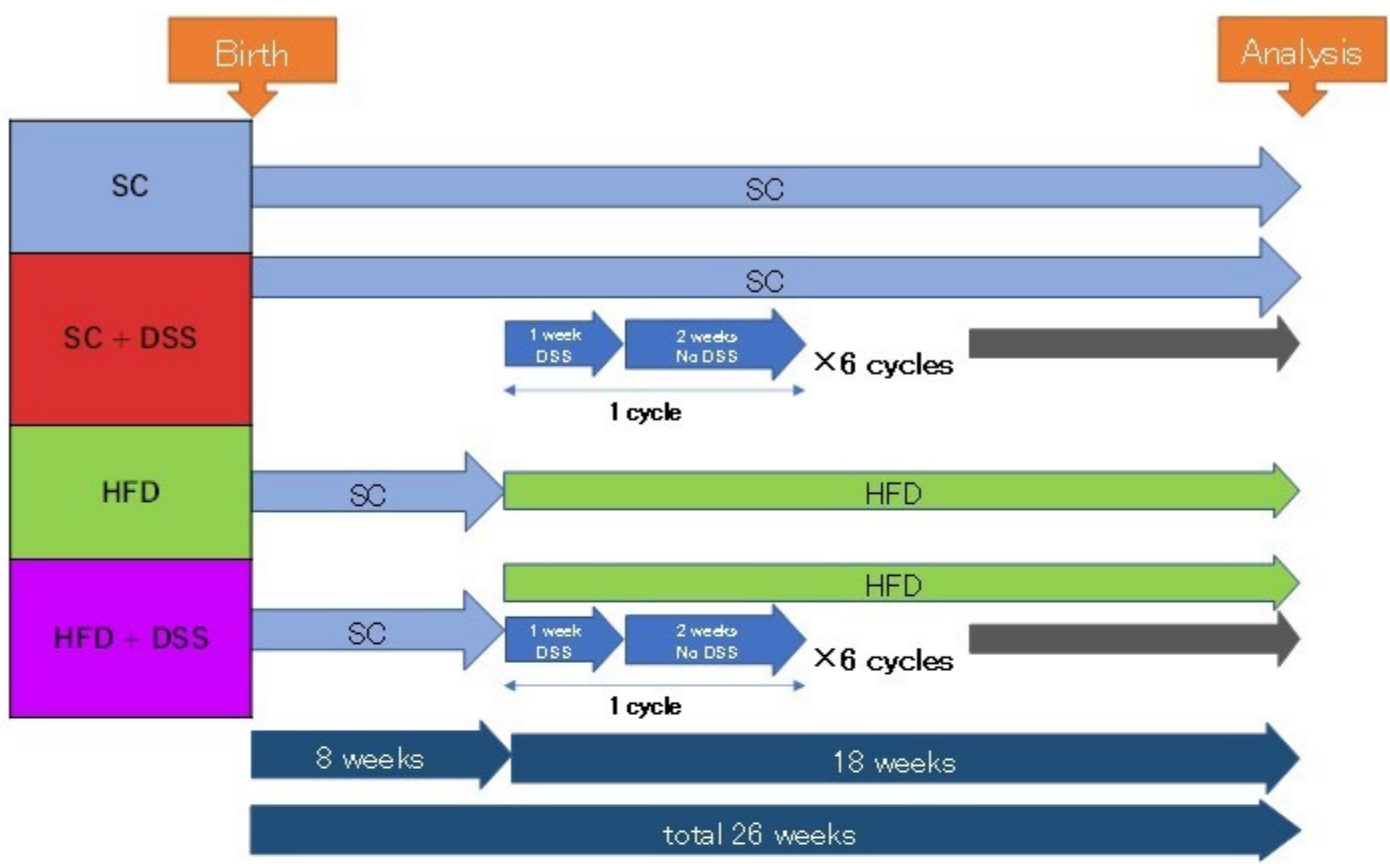 Birth
Analysis
SC
SC
SC + DSS
SC
1 week
DSS
2 weeks
No DSS
×6 cycles
1 cycle
HFD
SC
HFD
HFD + DSS
HFD
SC
1 week
DSS
2 weeks
No DSS
×6 cycles
1 cycle
8 weeks
18 weeks
total 26 weeks